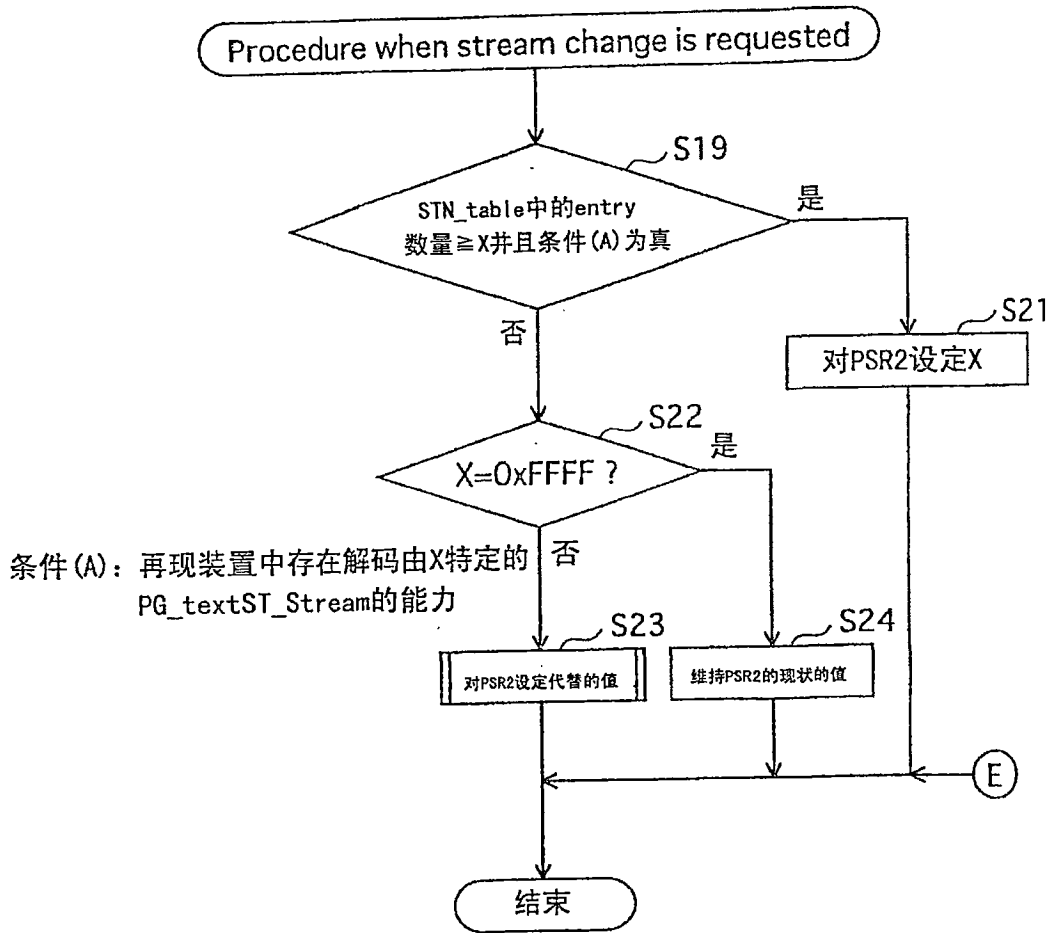 Procedure when stream change is requested
S19
STN_table中的entry
数量≧X并且条件(A)为真
是
否
S21
对PSR2设定X
S22
X=0xFFFF？
是
否
条件(A)：再现装置中存在解码由X特定的
PG_textST_Stream的能力
S23
对PSR2设定代替的值
S24
维持PSR2的现状的值
E
结束